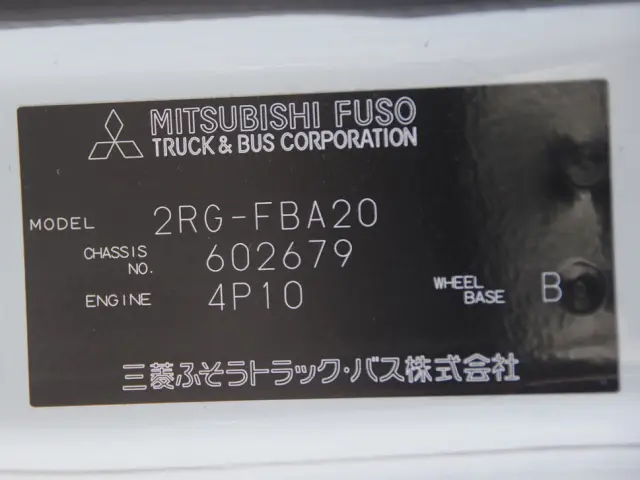 MITSUBISHI FUSO
TRUCK & BUS CORPORATION
MODEL 2RG-FBA20
CHASSIS NO. 602679
ENGINE 4P10 WHEEL BASE B
三菱ふそうトラック・バス株式会社